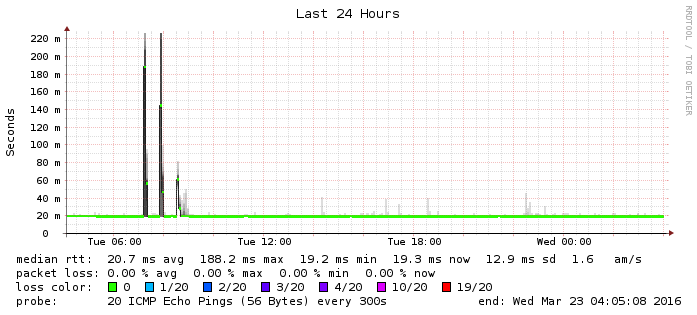 Last 24 Hours
RRDTOOL / TOBI OETIKER
Seconds
220 m
200 m
180 m
160 m
140 m
120 m
100 m
80 m
60 m
40 m
20 m
0
Tue 06:00 Tue 12:00 Tue 18:00 Wed 00:00
median rtt: 20.7 ms avg 188.2 ms max 19.2 ms min 19.3 ms now 12.9 ms sd 1.6 am/s
packet loss: 0.00 % avg 0.00 % max 0.00 % min 0.00 % now
loss color: 0 1/20 2/20 3/20 4/20 10/20 19/20
probe: 20 ICMP Echo Pings (56 Bytes) every 300s end: Wed Mar 23 04:05:08 2016